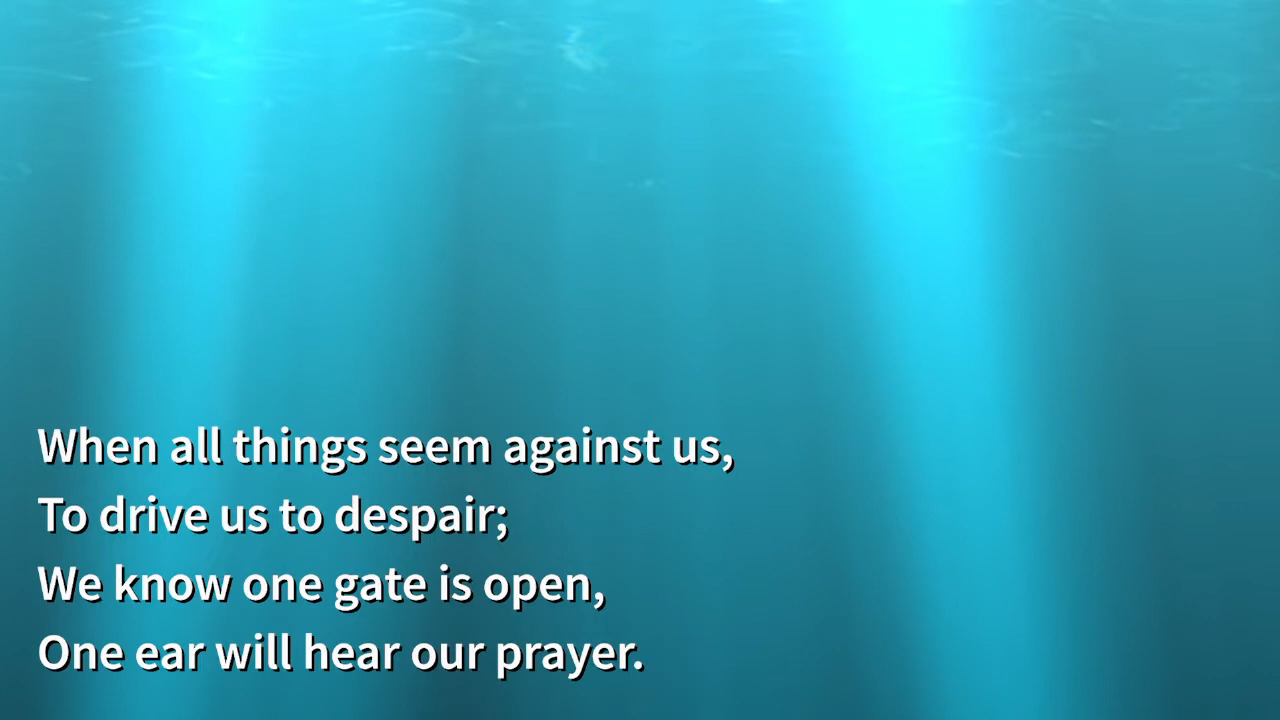 When all things seem against us,
To drive us to despair;
We know one gate is open,
One ear will hear our prayer.